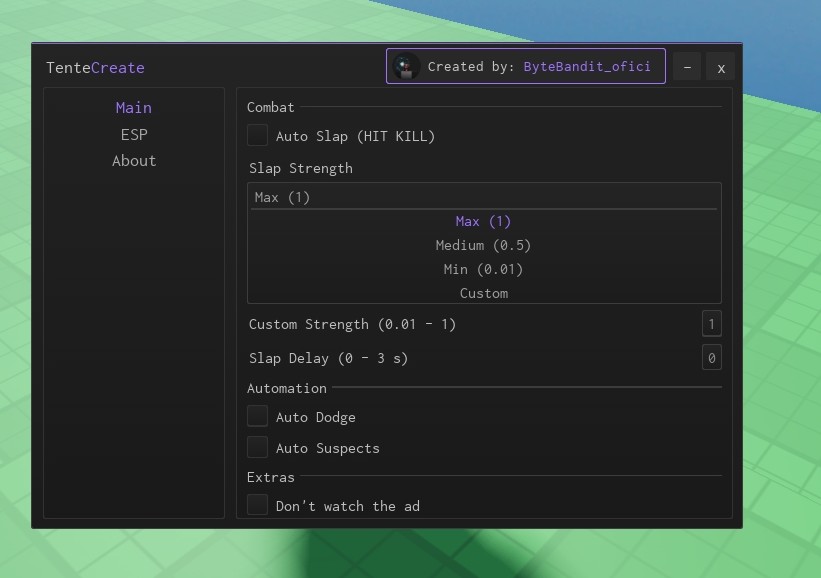 TenteCreate
Created by: ByteBandit_ofici
-
x
Main
ESP
About
Combat
Auto Slap (HIT KILL)
Slap Strength
Max (1)
Max (1)
Medium (0.5)
Min (0.01)
Custom
Custom Strength (0.01 - 1)
1
Slap Delay (0 - 3 s)
0
Automation
Auto Dodge
Auto Suspects
Extras
Don't watch the ad